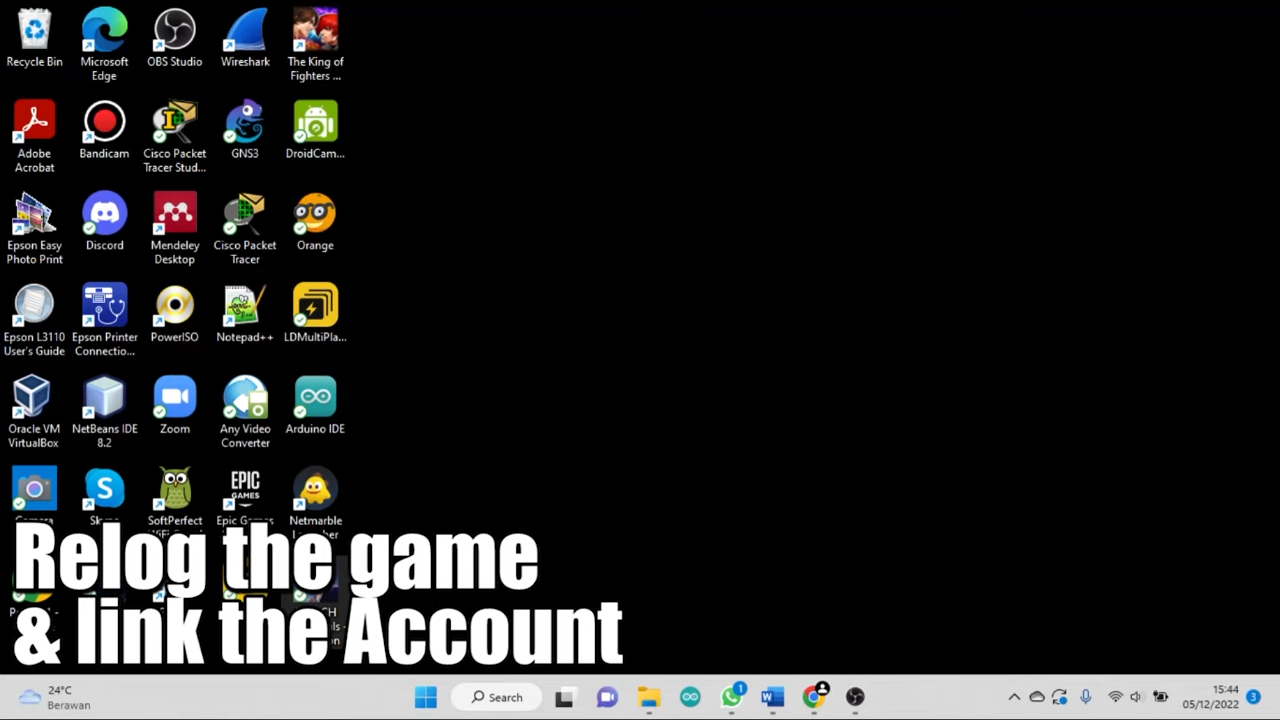 Recycle Bin
Microsoft Edge
OBS Studio
Wireshark
The King of Fighters ...
Adobe Acrobat
Bandicam
Cisco Packet Tracer Stud...
GNS3
DroidCam...
Epson Easy Photo Print
Discord
Mendeley Desktop
Cisco Packet Tracer
Orange
Epson L3110 User's Guide
Epson Printer Connectio...
PowerISO
Notepad++
LDMultiPla...
Oracle VM VirtualBox
NetBeans IDE 8.2
Zoom
Any Video Converter
Arduino IDE
EPIC GAMES
SoftPerfect
Netmarble
Relog the game
& link the Account
24°C
Berawan
Search
1
15:44
05/12/2022
3